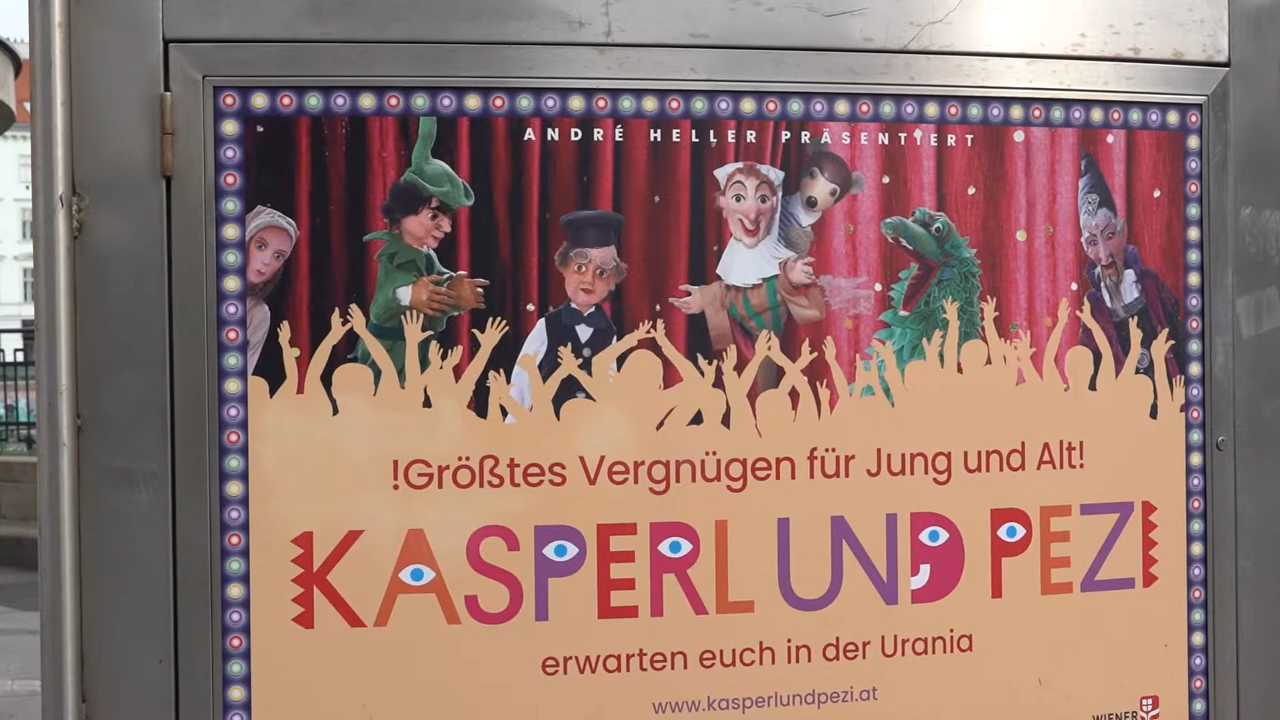 ANDRÉ HELLER PRÄSENTIERT
!Größtes Vergnügen für Jung und Alt!
KASPERL UND PEZI
erwarten euch in der Urania
www.kasperlundpezi.at
WIENER